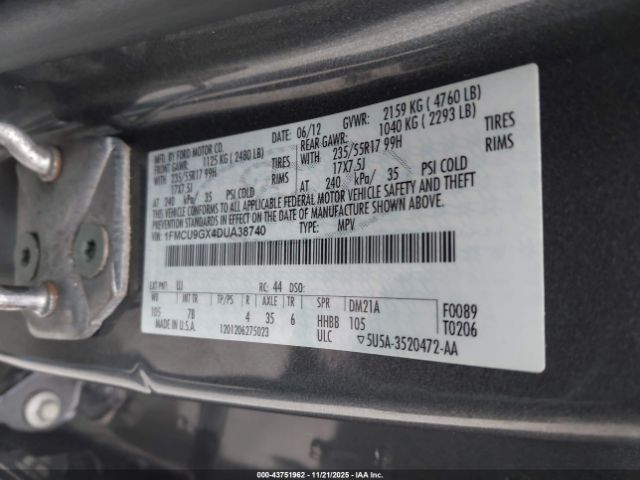 MFD. BY FORD MOTOR CO.
DATE: 06/12 GVWR: 2159 KG ( 4760 LB)
FRONT GAWR: 1125 KG ( 2480 LB) REAR GAWR: 1040 KG ( 2293 LB)
WITH 235/55R17 99H TIRES WITH 235/55R17 99H TIRES
17X7.5J RIMS 17X7.5J RIMS
AT 240 kPa/ 35 PSI COLD AT 240 kPa/ 35 PSI COLD
THIS VEHICLE CONFORMS TO ALL APPLICABLE FEDERAL MOTOR VEHICLE SAFETY AND THEFT
PREVENTION STANDARDS IN EFFECT ON THE DATE OF MANUFACTURE SHOWN ABOVE.
VIN: 1FMCU9GX4DUA38740 TYPE: MPV
EXT PNT: UJ RC: 44 DSO:
WB INT TR TP/PS R AXLE TR SPR DM21A F0089
105 7B 4 35 6 HHBB 105 T0206
MADE IN U.S.A. 1201206275023 ULC ▽5U5A-3520472-AA
IAA-43751962 - 11/21/2025 - IAA Inc.